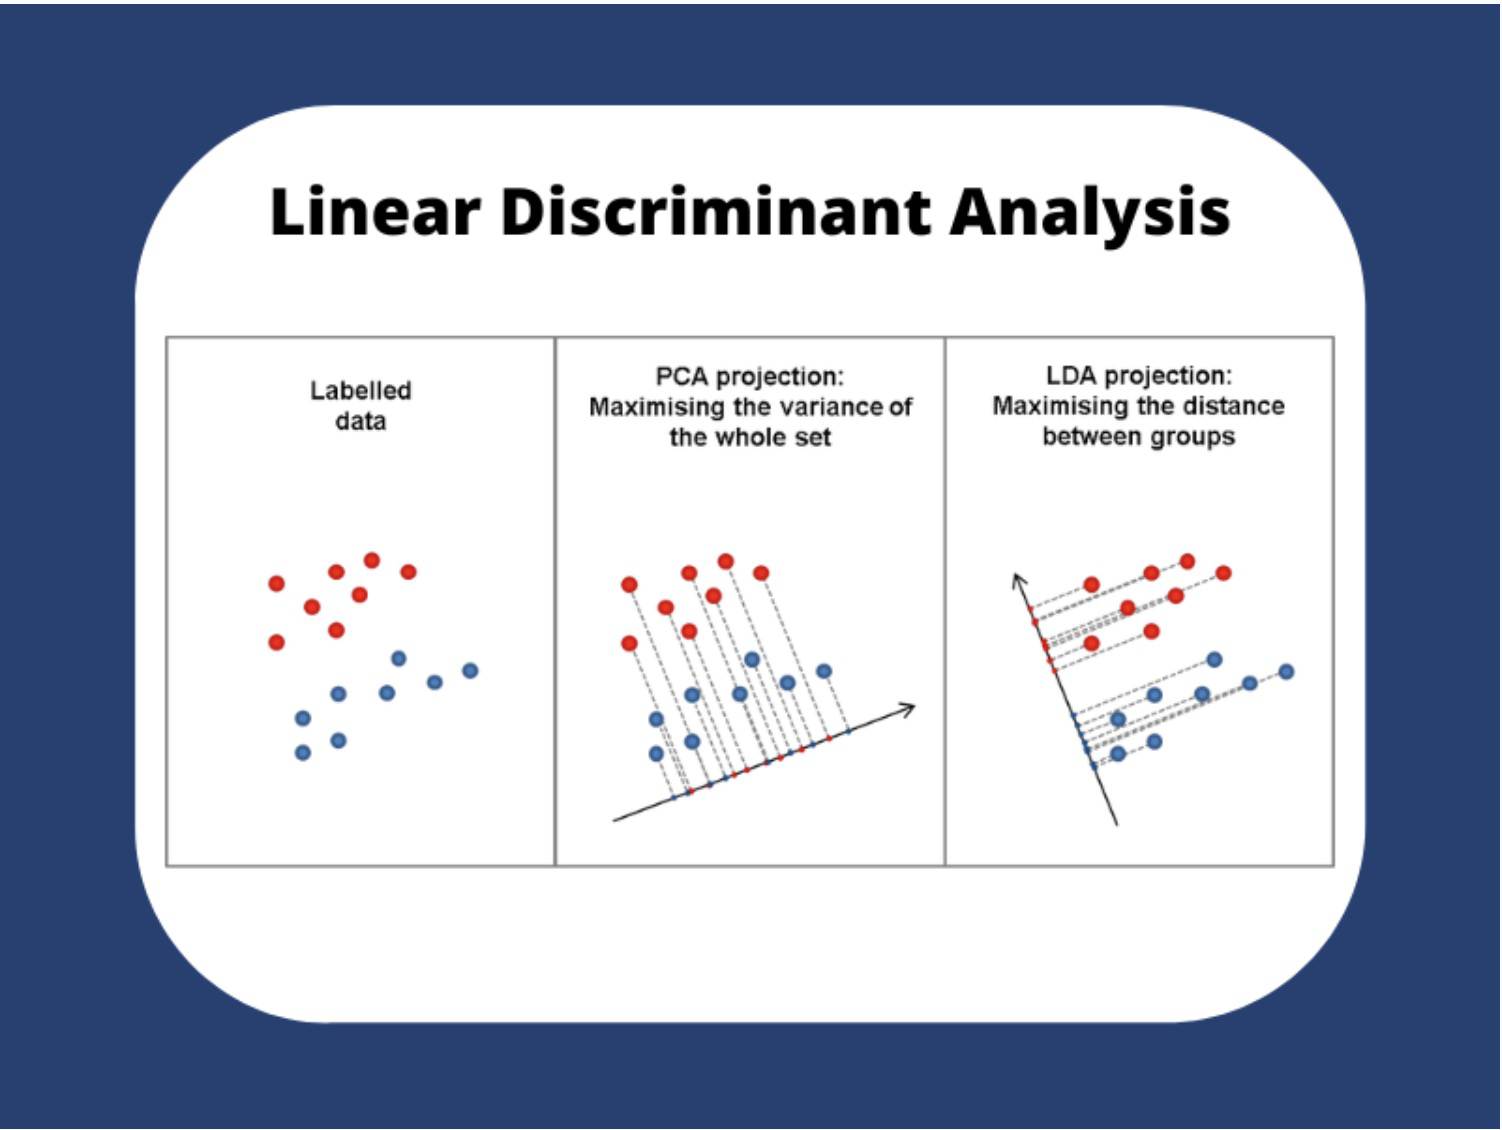 Linear Discriminant Analysis
Labelled
data
PCA projection:
Maximising the variance of
the whole set
LDA projection:
Maximising the distance
between groups